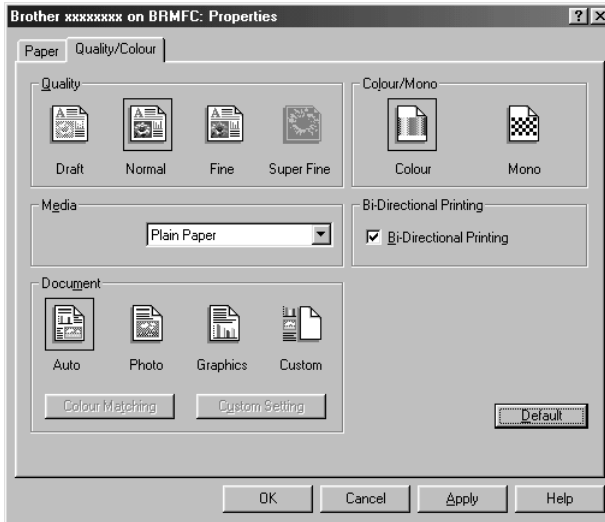 Brother xxxxxxxx on BRMFC: Properties
Paper
Quality/Colour
Quality
Draft
Normal
Fine
Super Fine
Colour/Mono
Colour
Mono
Media
Plain Paper
Bi-Directional Printing
Bi-Directional Printing
Document
Auto
Photo
Graphics
Custom
Colour Matching
Custom Setting
Default
OK
Cancel
Apply
Help